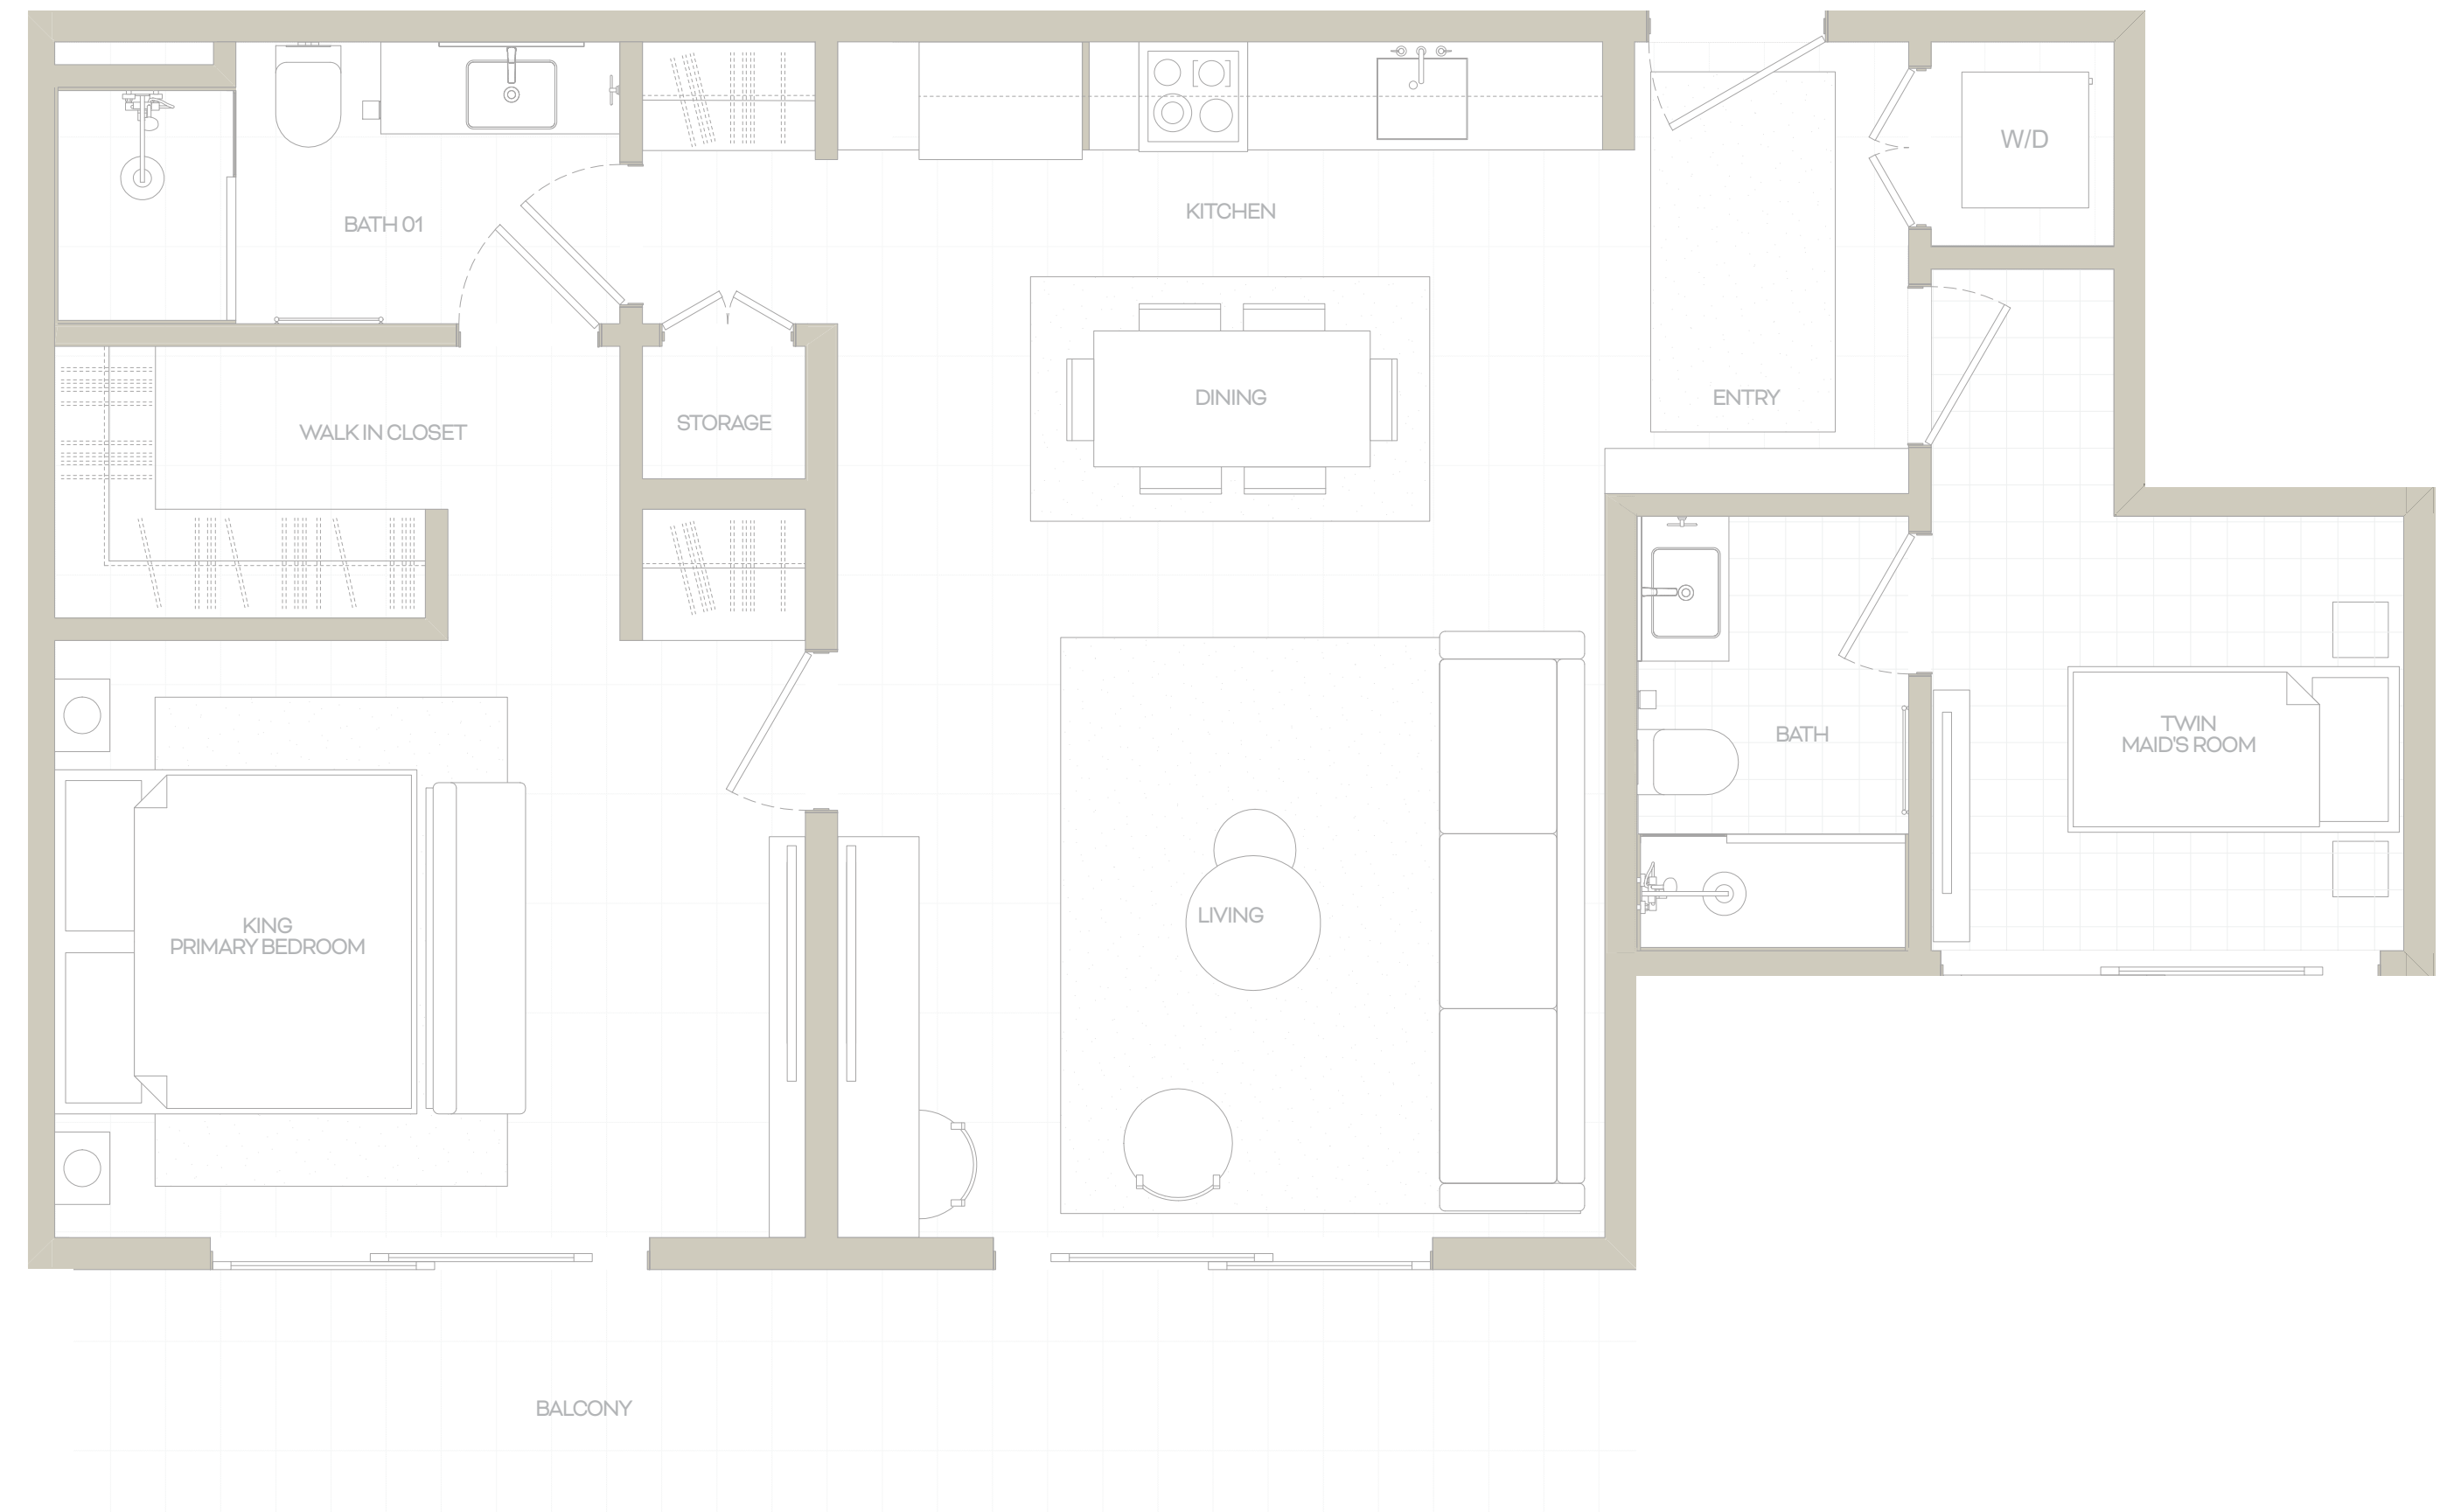 W/D
BATH 01
KITCHEN
DINING
ENTRY
STORAGE
WALK IN CLOSET
TWIN
MAID'S ROOM
BATH
LIVING
KING
PRIMARY BEDROOM
BALCONY